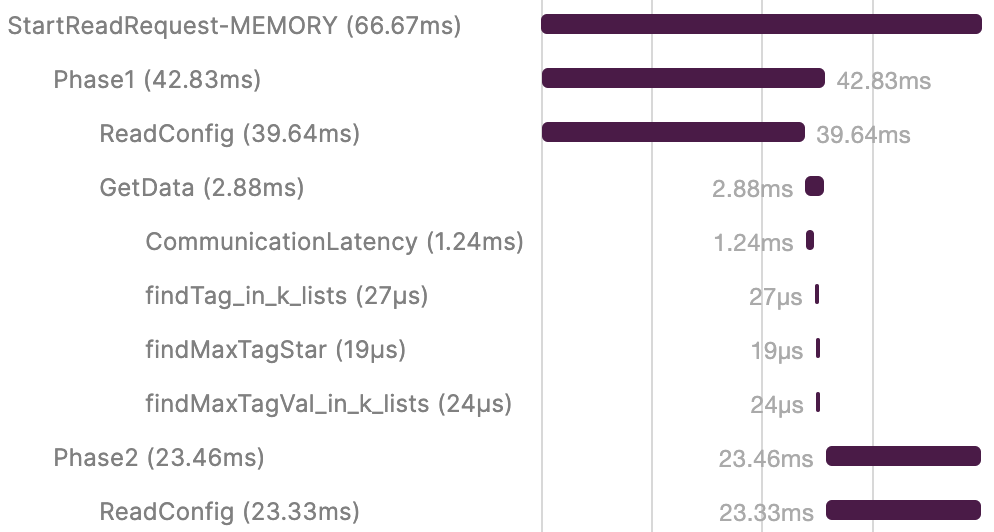 StartReadRequest-MEMORY (66.67ms)
Phase1 (42.83ms) 42.83ms
ReadConfig (39.64ms) 39.64ms
GetData (2.88ms) 2.88ms
CommunicationLatency (1.24ms) 1.24ms
findTag_in_k_lists (27µs) 27µs
findMaxTagStar (19µs) 19µs
findMaxTagVal_in_k_lists (24µs) 24µs
Phase2 (23.46ms) 23.46ms
ReadConfig (23.33ms) 23.33ms